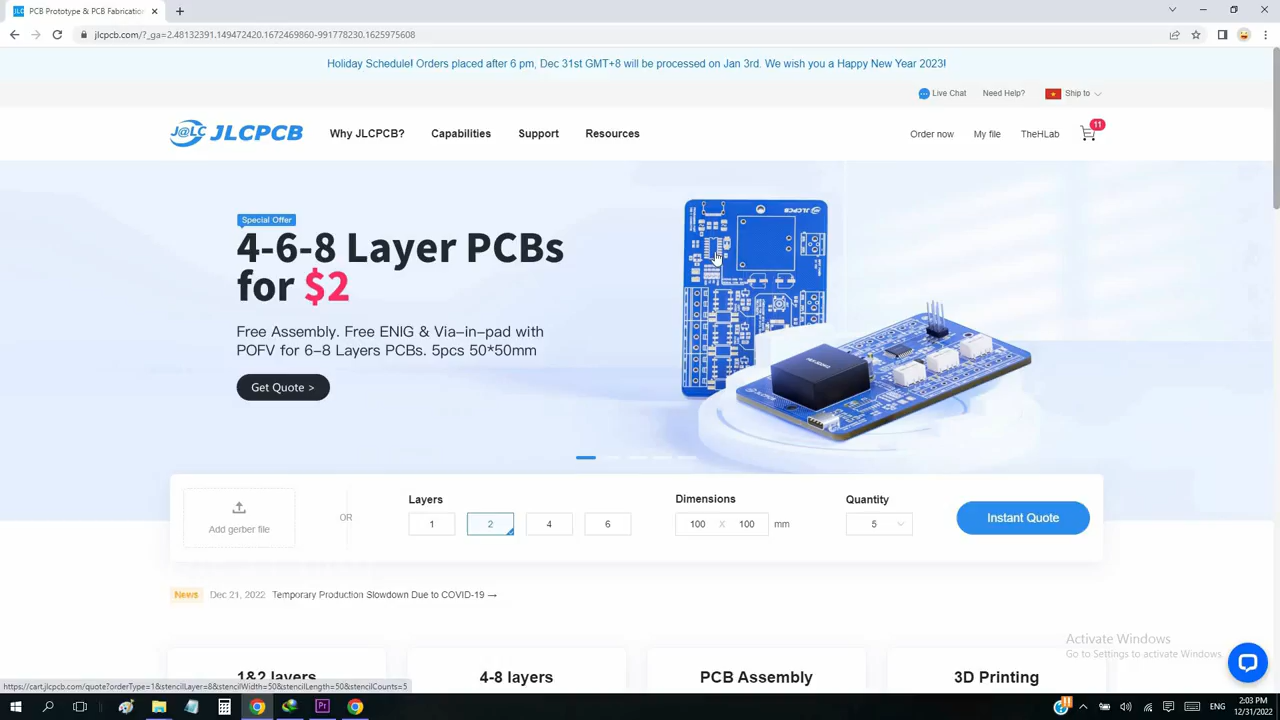 PCB Prototype & PCB Fabrication
jlcpcb.com/?_ga=2.48132391.149472420.1672469860-991778230.1625975608
Holiday Schedule! Orders placed after 6 pm, Dec 31st GMT+8 will be processed on Jan 3rd. We wish you a Happy New Year 2023!
Live Chat Need Help? Ship to
J@LC JLCPCB Why JLCPCB? Capabilities Support Resources Order now My file TheHLab 11
Special Offer
4-6-8 Layer PCBs
for $2
Free Assembly. Free ENIG & Via-in-pad with
POFV for 6-8 Layers PCBs. 5pcs 50*50mm
Get Quote >
JLCPCB
Add gerber file
OR
Layers
1 2 4 6
Dimensions
100 X 100 mm
Quantity
5
Instant Quote
News Dec 21, 2022 Temporary Production Slowdown Due to COVID-19 →
1&2 layers 4-8 layers PCB Assembly 3D Printing
Activate Windows
Go to Settings to activate Windows.
https://cart.jlcpcb.com/quote?orderType=1&stencilLayer=8&stencilWidth=50&stencilLength=50&stencilCounts=5
ENG
2:03 PM
12/31/2022